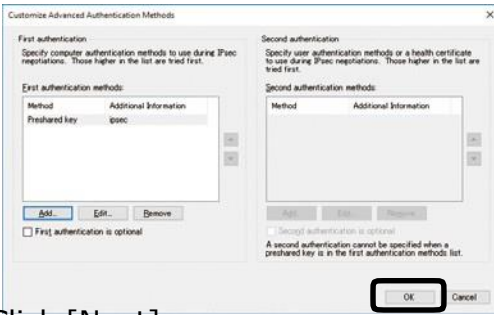 Customize Advanced Authentication Methods
First authentication
Specify computer authentication methods to use during IPsec
negotiations. Those higher in the list are tried first.
First authentication methods:
Method Additional Information
Preshared key ipsec
Add... Edit... Remove
First authentication is optional
Second authentication
Specify user authentication methods or a health certificate
to use during IPsec negotiations. Those higher in the list are
tried first.
Second authentication methods:
Method Additional Information
Add... Edit... Remove
Second authentication is optional
A second authentication cannot be specified when a
preshared key is in the first authentication methods list.
OK Cancel
Click [Next]